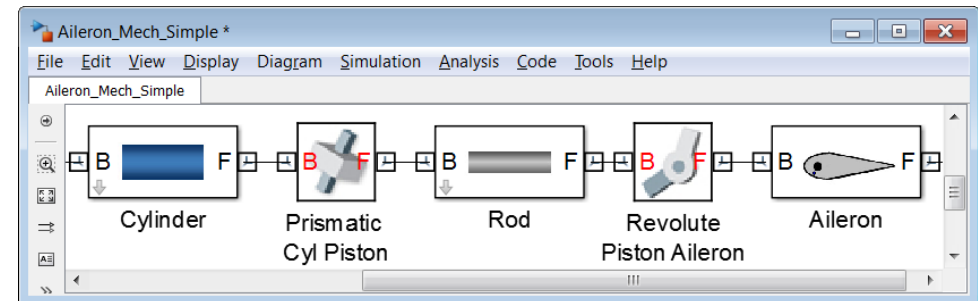 Aileron_Mech_Simple *
File Edit View Display Diagram Simulation Analysis Code Tools Help
Aileron_Mech_Simple
B F B F B F B F B F
Cylinder Prismatic Cyl Piston Rod Revolute Piston Aileron Aileron